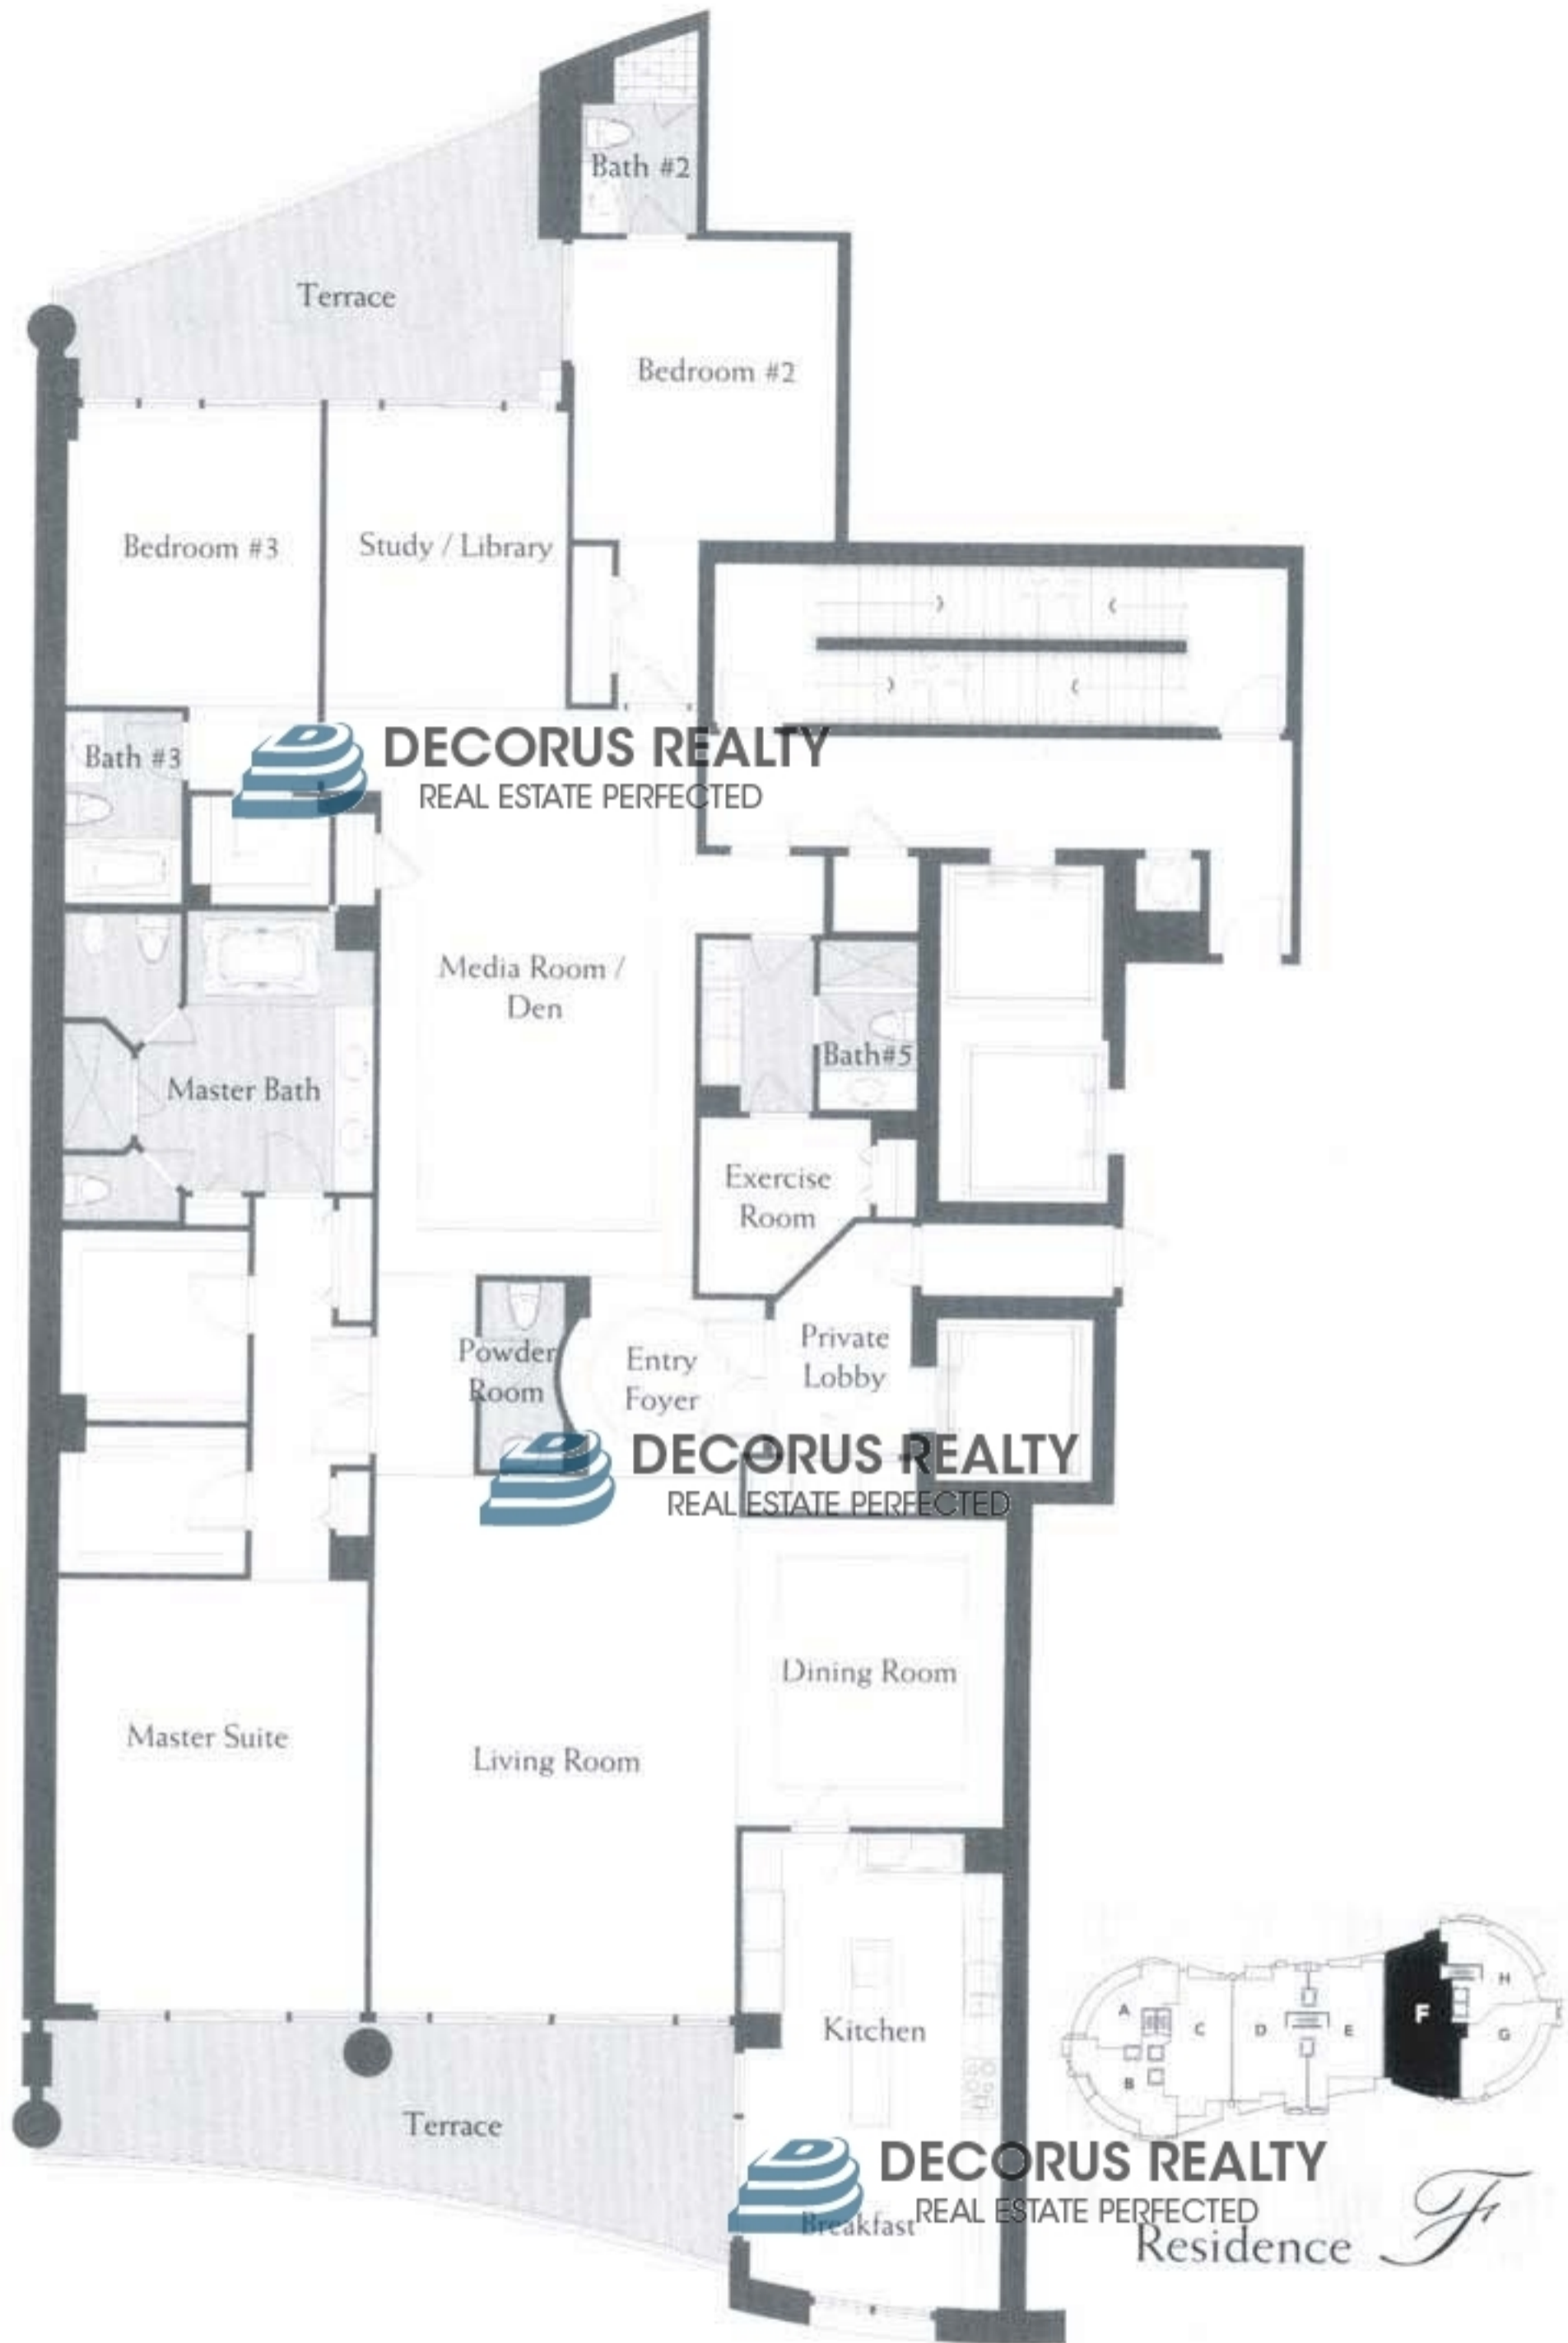 Bath #2
Terrace
Bedroom #2
Bedroom #3
Study / Library
DECORUS REALTY
REAL ESTATE PERFECTED
Bath #3
Media Room /
Den
Bath#5
Master Bath
Exercise
Room
Powder
Room
Entry
Foyer
Private
Lobby
DECORUS REALTY
REAL ESTATE PERFECTED
Dining Room
Master Suite
Living Room
Kitchen
A
B
C
D
E
F
H
G
Terrace
DECORUS REALTY
REAL ESTATE PERFECTED
Breakfast
Residence F